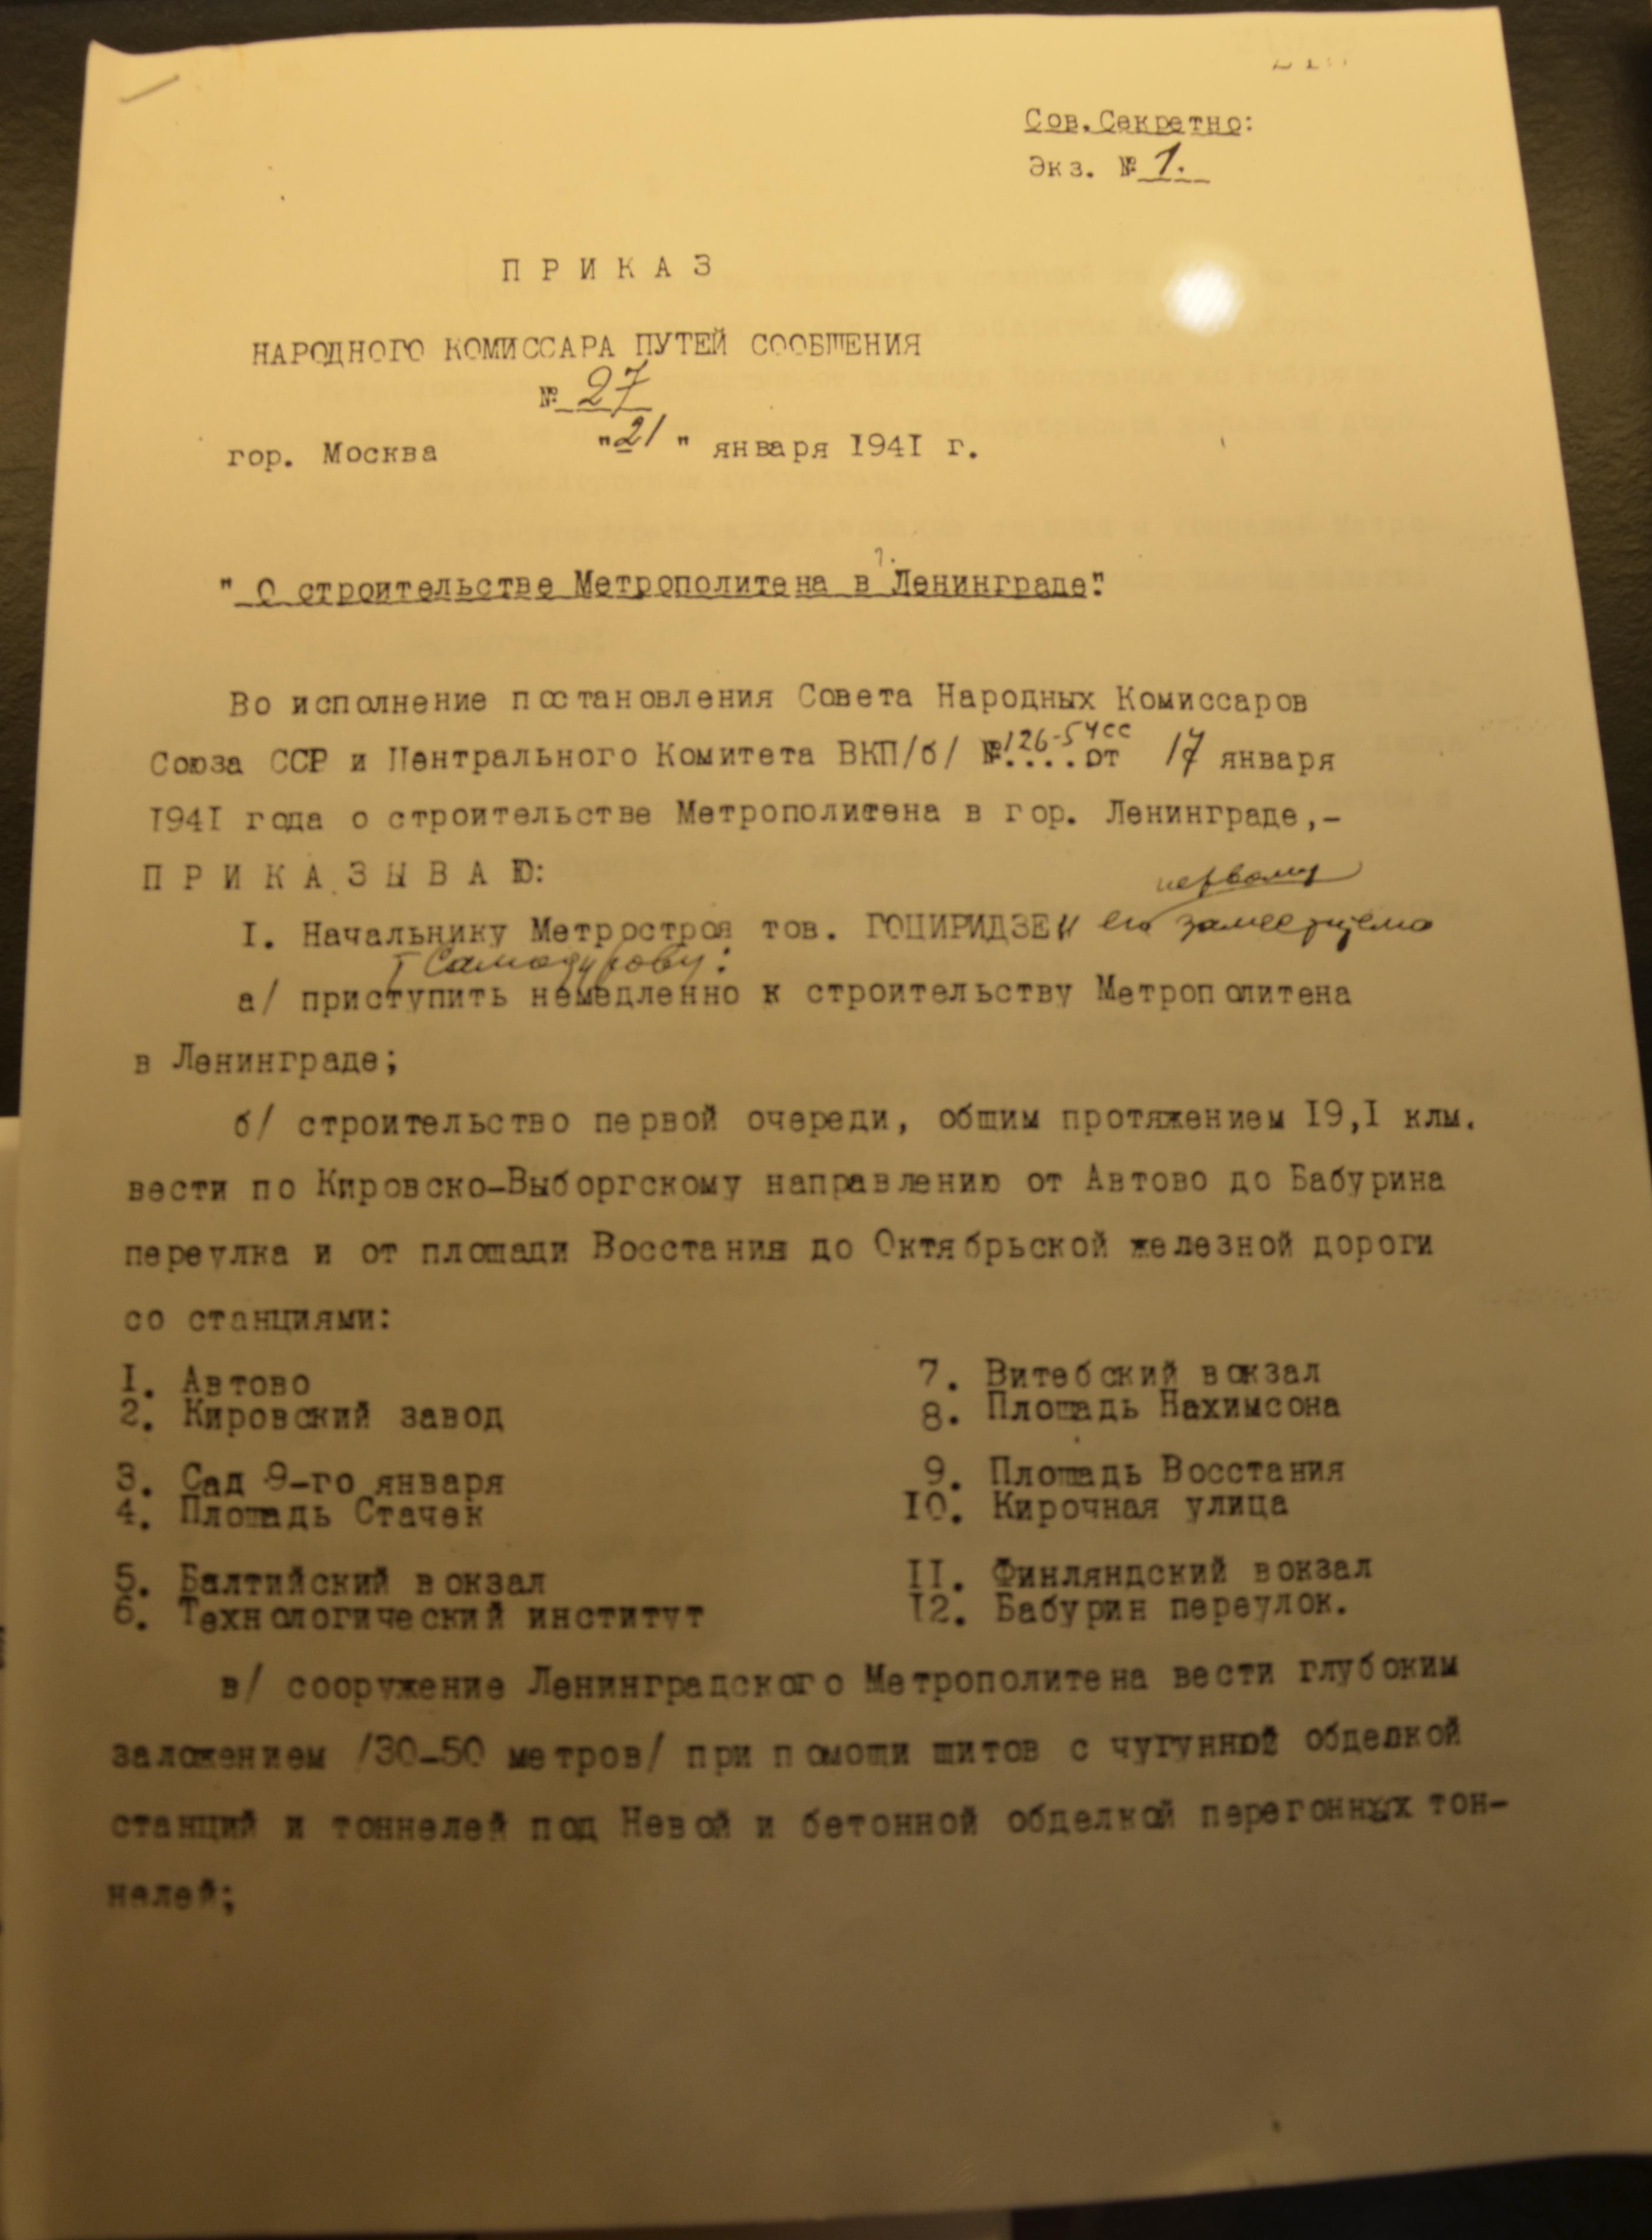 Сов.Секретно:
Экз. № 1.
П Р И К А З
НАРОДНОГО КОМИССАРА ПУТЕЙ СООБЩЕНИЯ
№ 27
гор. Москва "21" января 1941 г.
" О строительстве Метрополитена в Ленинграде".
Во исполнение постановления Совета Народных Комиссаров
Союза ССР и Центрального Комитета ВКП/б/ №126-54сс от 17 января
1941 года о строительстве Метрополитена в гор. Ленинграде,-
П Р И К А З Ы В А Ю:
первому
I. Начальнику Метростроя тов. ГОЦИРИДЗЕ и его заместителю
т Самодурову:
а/ приступить немедленно к строительству Метрополитена
в Ленинграде;
б/ строительство первой очереди, общим протяжением 19,1 клм.
вести по Кировско-Выборгскому направлению от Автово до Бабурина
переулка и от площади Восстания до Октябрьской железной дороги
со станциями:
1. Автово
2. Кировский завод
3. Сад 9-го января
4. Площадь Стачек
5. Балтийский вокзал
6. Технологический институт
7. Витебский вокзал
8. Площадь Нахимсона
9. Площадь Восстания
10. Кирочная улица
11. Финляндский вокзал
12. Бабурин переулок.
в/ сооружение Ленинградского Метрополитена вести глубоким
заложением /30-50 метров/ при помощи щитов с чугунной обделкой
станций и тоннелей под Невой и бетонной обделкой перегонных тон-
нелей;